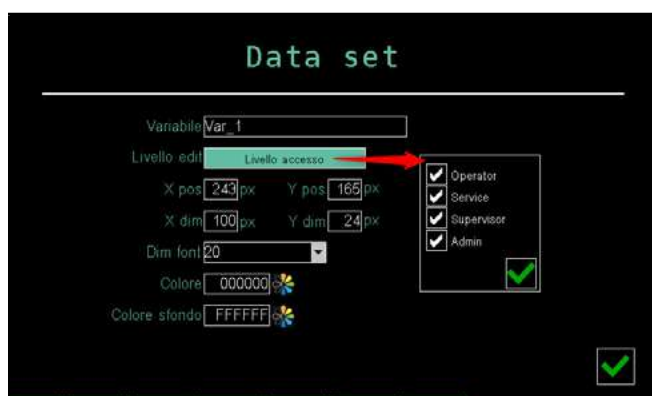 Data set
Variabile Var_1
Livello edit Livello accesso
X pos 243 px Y pos 165 px
X dim 100 px Y dim 24 px
Dim font 20
Colore 000000
Colore sfondo FFFFFF
Operator
Service
Supervisor
Admin